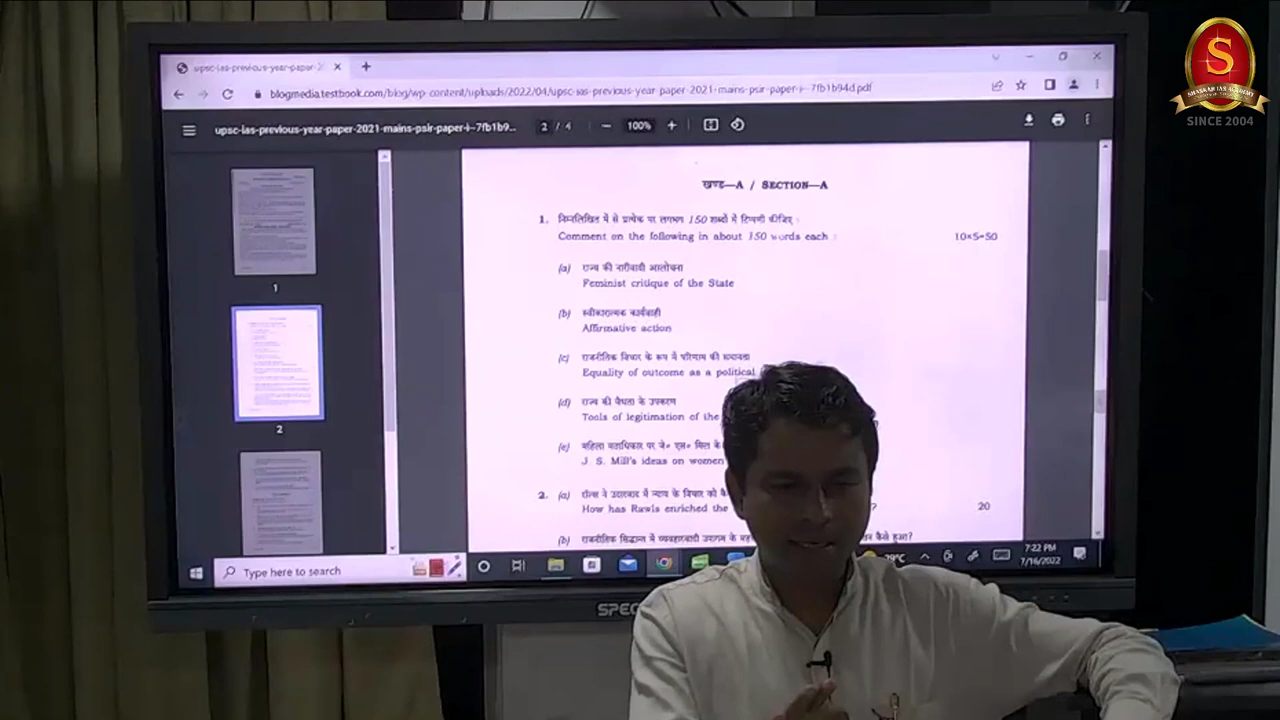 upsc-ias-previous-year-paper-2
blogmedia.testbook.com/blog/wp-content/uploads/2022/04/upsc-ias-previous-year-paper-2021-mains-psir-paper-i-7fb1b94d.pdf
upsc-ias-previous-year-paper-2021-mains-psir-paper-i-7fb1b9... 2 / 4 100%
S
SHANKAR IAS ACADEMY
SINCE 2004
1
2
खण्ड—A / SECTION—A
1. निम्नलिखित में से प्रत्येक पर लगभग 150 शब्दों में टिप्पणी कीजिए :
Comment on the following in about 150 words each : 10×5=50
(a) राज्य की नारीवादी आलोचना
Feminist critique of the State
(b) स्वीकारात्मक कार्यवाही
Affirmative action
(c) राजनीतिक विचार के रूप में परिणाम की समानता
Equality of outcome as a political
(d) राज्य की वैधता के उपकरण
Tools of legitimation of the
(e) महिला मताधिकार पर जे० एस० मिल के
J. S. Mill's ideas on women
2. (a) रॉल्स ने उदारवाद में न्याय के विचार को
How has Rawls enriched the ? 20
(b) राजनीतिक सिद्धान्त में व्यवहारवादी उपागम के कैसे हुआ?
Type here to search
29°C
7:22 PM
7/16/2022
SPEC